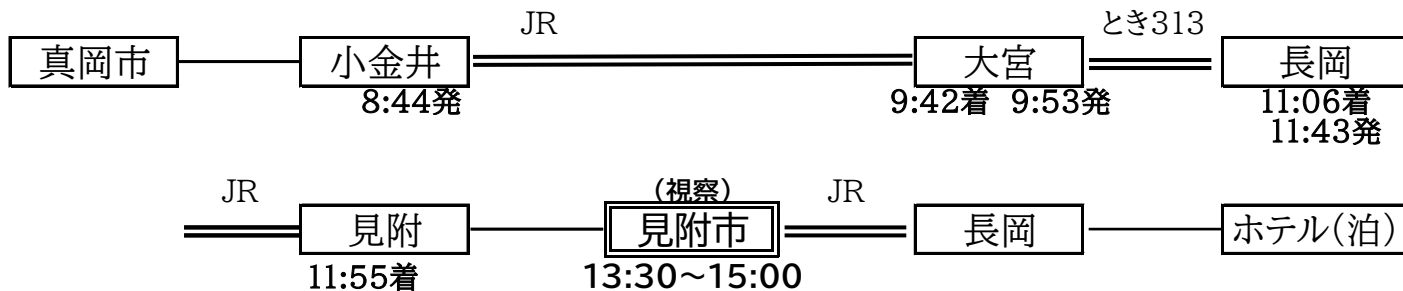 JR とき313
真岡市 小金井 大宮 長岡
8:44発 9:42着 9:53発 11:06着
11:43発
JR （視察） JR
見附 見附市 長岡 ホテル（泊）
11:55着 13:30～15:00